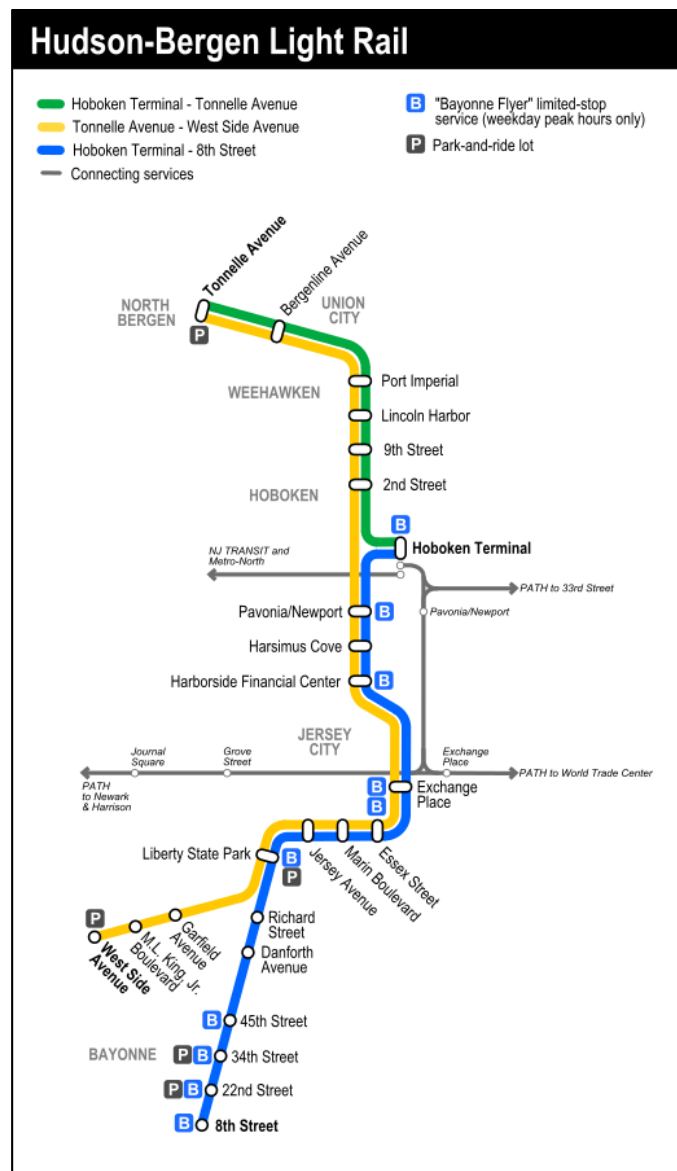 Hudson-Bergen Light Rail
Hoboken Terminal - Tonnelle Avenue
Tonnelle Avenue - West Side Avenue
Hoboken Terminal - 8th Street
Connecting services
B "Bayonne Flyer" limited-stop
service (weekday peak hours only)
P Park-and-ride lot
Tonnelle Avenue
Bergenline Avenue
NORTH
BERGEN
UNION
CITY
P
Port Imperial
WEEHAWKEN
Lincoln Harbor
9th Street
2nd Street
HOBOKEN
B
Hoboken Terminal
NJ TRANSIT and
Metro-North
PATH to 33rd Street
Pavonia/Newport B
Pavonia/Newport
Harsimus Cove
Harborside Financial Center B
JERSEY
CITY
Journal
Square
Grove
Street
Exchange
Place
PATH
to Newark
& Harrison
PATH to World Trade Center
B
B
Exchange
Place
Liberty State Park
B
P
Jersey Avenue
Marin Boulevard
Essex Street
P
West Side
Avenue
M.L. King, Jr.
Boulevard
Garfield
Avenue
Richard
Street
Danforth
Avenue
B 45th Street
BAYONNE
P B 34th Street
P B 22nd Street
B 8th Street